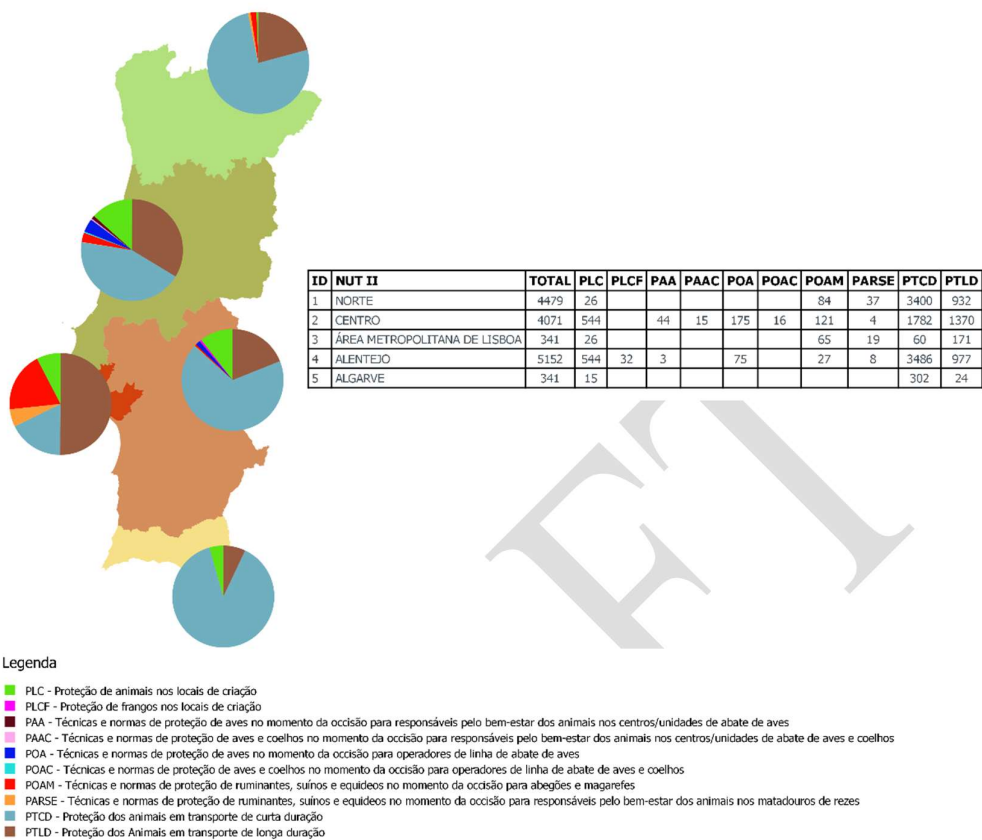 ID NUT II TOTAL PLC PLCF PAA PAAC POA POAC POAM PARSE PTCD PTLD
1 NORTE 4479 26 84 37 3400 932
2 CENTRO 4071 544 44 15 175 16 121 4 1782 1370
3 ÁREA METROPOLITANA DE LISBOA 341 26 65 19 60 171
4 ALENTEJO 5152 544 32 3 75 27 8 3486 977
5 ALGARVE 341 15 302 24
FT
Legenda
PLC - Proteção de animais nos locais de criação
PLCF - Proteção de frangos nos locais de criação
PAA - Técnicas e normas de proteção de aves no momento da occisão para responsáveis pelo bem-estar dos animais nos centros/unidades de abate de aves
PAAC - Técnicas e normas de proteção de aves e coelhos no momento da occisão para responsáveis pelo bem-estar dos animais nos centros/unidades de abate de aves e coelhos
POA - Técnicas e normas de proteção de aves no momento da occisão para operadores de linha de abate de aves
POAC - Técnicas e normas de proteção de aves e coelhos no momento da occisão para operadores de linha de abate de aves e coelhos
POAM - Técnicas e normas de proteção de ruminantes, suínos e equideos no momento da occisão para abegões e magarefes
PARSE - Técnicas e normas de proteção de ruminantes, suínos e equideos no momento da occisão para responsáveis pelo bem-estar dos animais nos matadouros de rezes
PTCD - Proteção dos animais em transporte de curta duração
PTLD - Proteção dos Animais em transporte de longa duração